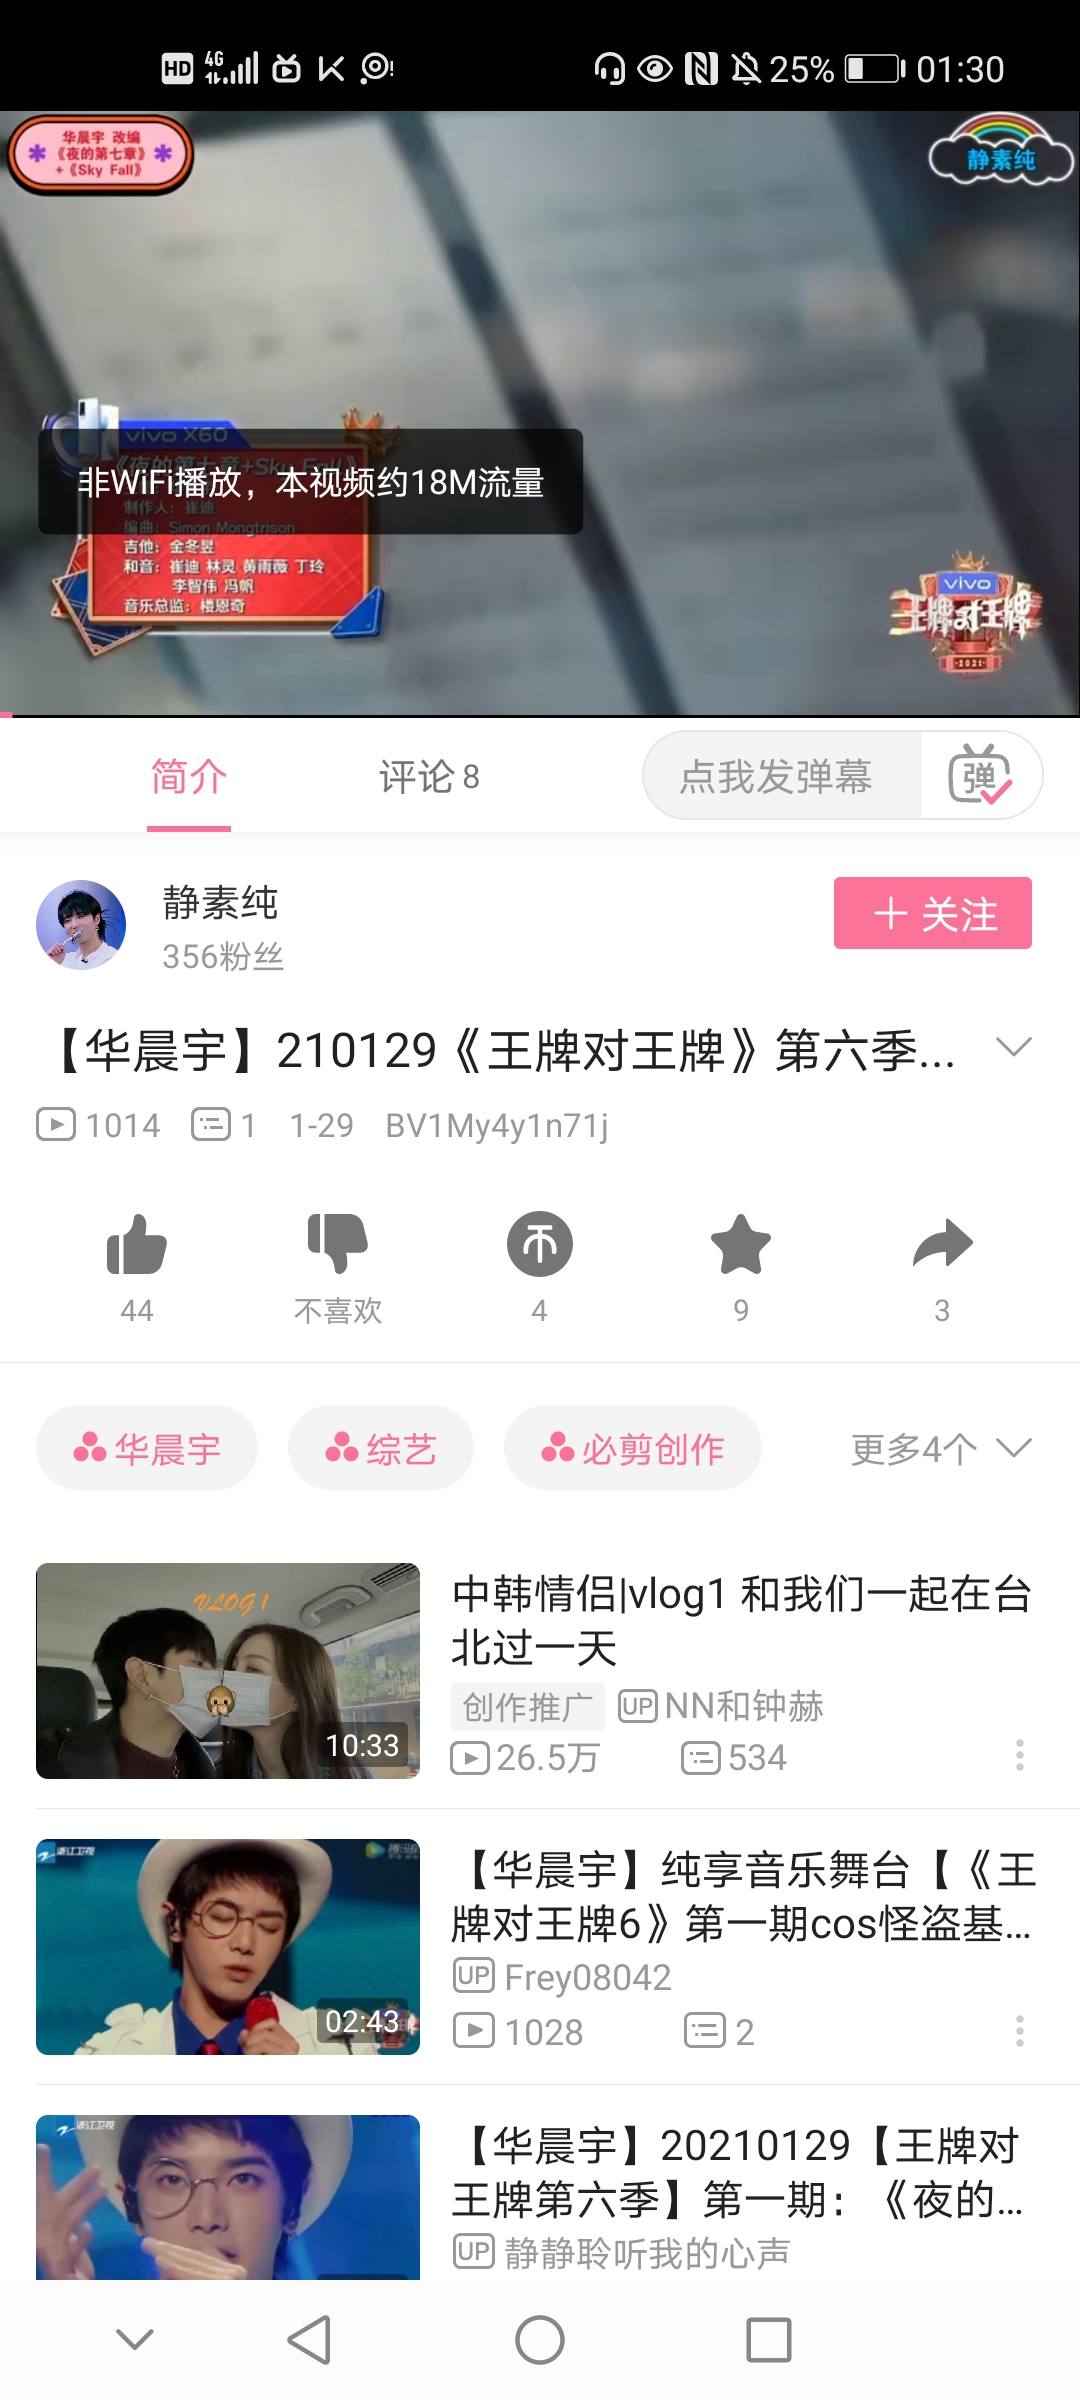 HD 4G 25% 01:30
华晨宇 改编
《夜的第七章》
+《Sky Fall》
静素纯
vivo X60
《夜的第七章+Sky Fall》
非WiFi播放，本视频约18M流量
制作人：崔迪
编曲：Simon Mongtrison
吉他：金冬昱
和音：崔迪 林灵 黄雨薇 丁玲
李智伟 冯帆
音乐总监：楼恩奇
vivo
王牌对王牌
2021
简介 评论 8 点我发弹幕 弹
静素纯
356粉丝
＋ 关注
【华晨宇】210129《王牌对王牌》第六季...
1014 1 1-29 BV1My4y1n71j
44 不喜欢 4 9 3
华晨宇 综艺 必剪创作 更多4个
VLOG 1
10:33
中韩情侣|vlog1 和我们一起在台
北过一天
创作推广 UP NN和钟赫
26.5万 534
浙江卫视
02:43
【华晨宇】纯享音乐舞台【《王
牌对王牌6》第一期cos怪盗基...
UP Frey08042
1028 2
浙江卫视
【华晨宇】20210129【王牌对
王牌第六季】第一期：《夜的...
UP 静静聆听我的心声